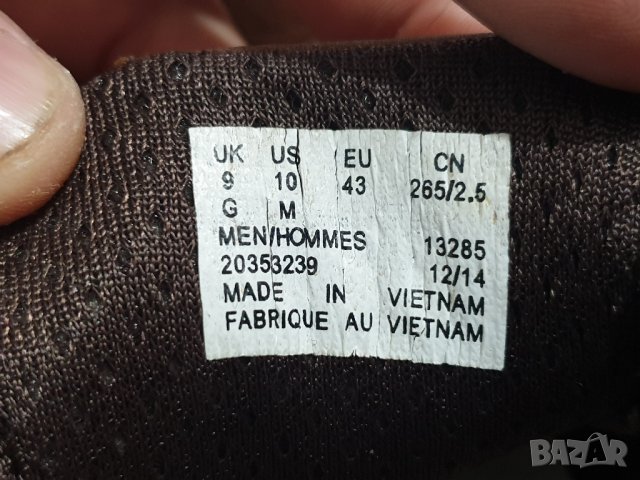 UK US EU CN
9 10 43 265/2.5
G M
MEN/HOMMES 13285
20353239 12/14
MADE IN VIETNAM
FABRIQUE AU VIETNAM
BAZAR